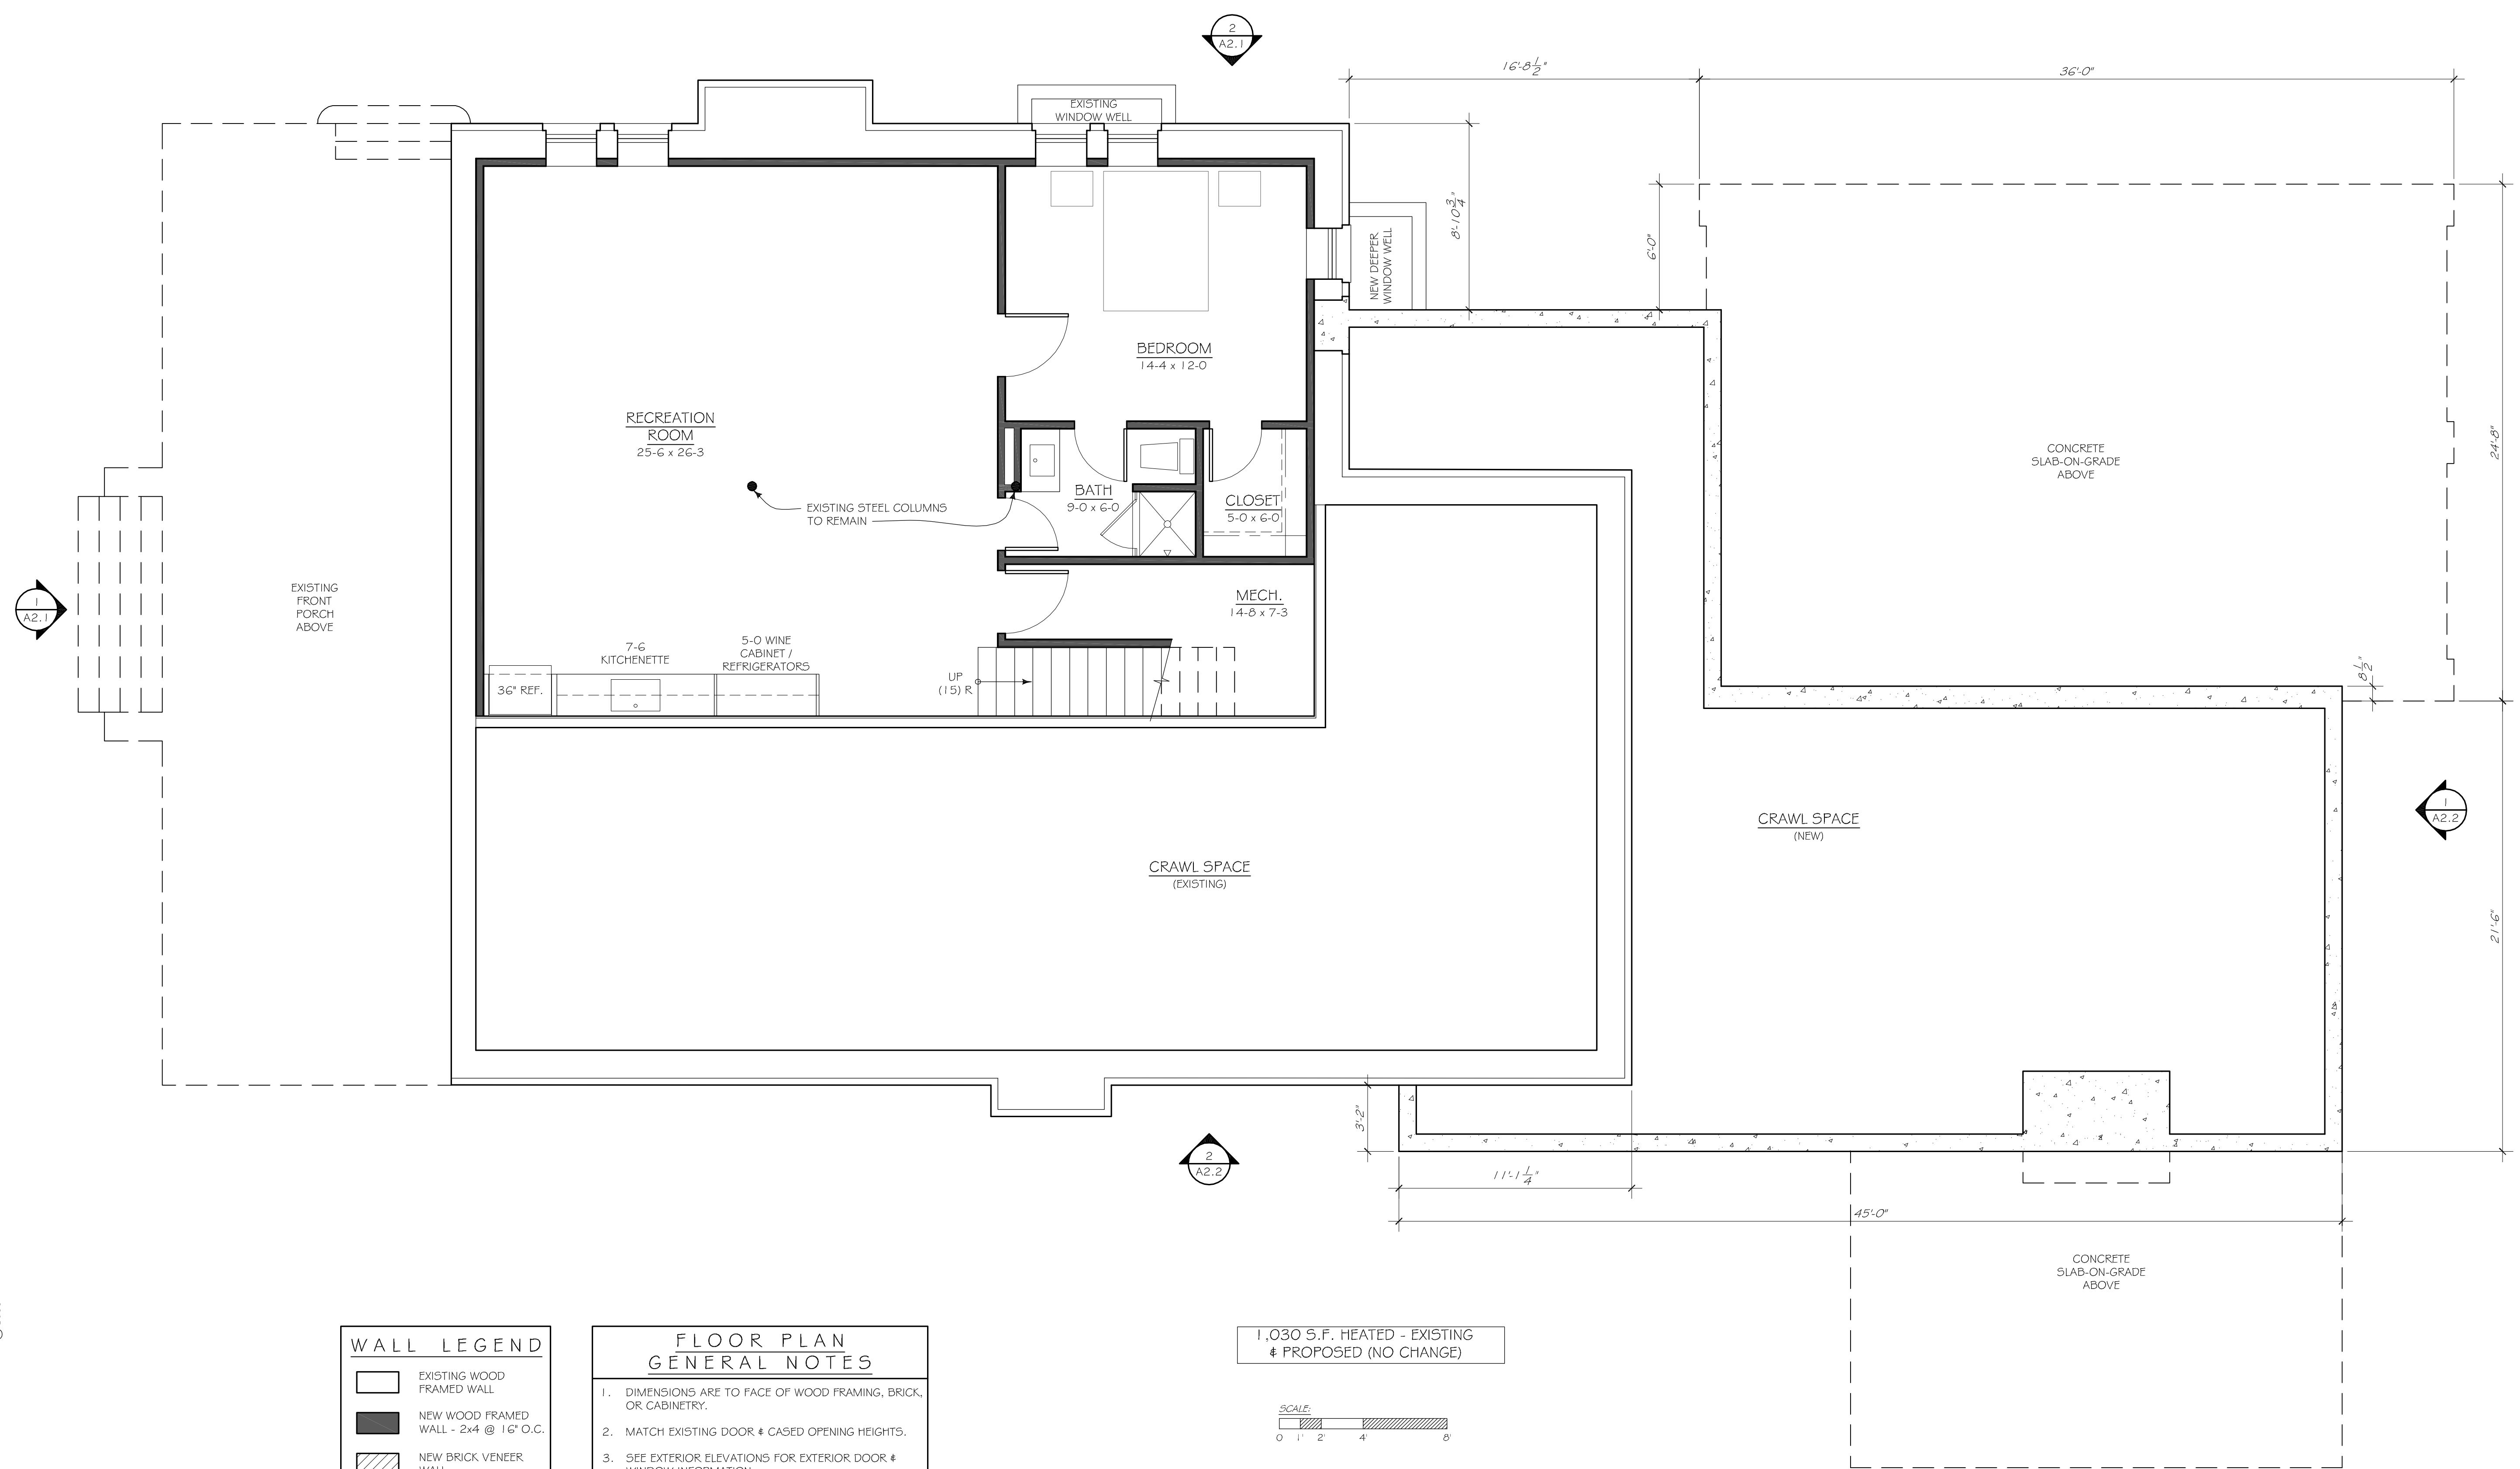 2
A2.1
16'-8 1/2"
36'-0"
EXISTING
WINDOW WELL
8'-10 3/4"
6'-0"
NEW DEEPER
WINDOW WELL
BEDROOM
14-4 x 12-0
RECREATION
ROOM
25-6 x 26-3
CONCRETE
SLAB-ON-GRADE
ABOVE
24'-8"
EXISTING STEEL COLUMNS
TO REMAIN
BATH
9-0 x 6-0
CLOSET
5-0 x 6-0
1
A2.1
EXISTING
FRONT
PORCH
ABOVE
MECH.
14-8 x 7-3
7-6
KITCHENETTE
5-0 WINE
CABINET /
REFRIGERATORS
36" REF.
UP
(15) R
8 1/2"
CRAWL SPACE
(NEW)
1
A2.2
CRAWL SPACE
(EXISTING)
21'-6"
3'-2"
2
A2.2
11'-1 1/4"
45'-0"
CONCRETE
SLAB-ON-GRADE
ABOVE
WALL LEGEND
EXISTING WOOD
FRAMED WALL
NEW WOOD FRAMED
WALL - 2x4 @ 16" O.C.
NEW BRICK VENEER
FLOOR PLAN
GENERAL NOTES
1. DIMENSIONS ARE TO FACE OF WOOD FRAMING, BRICK,
OR CABINETRY.
2. MATCH EXISTING DOOR & CASED OPENING HEIGHTS.
3. SEE EXTERIOR ELEVATIONS FOR EXTERIOR DOOR &
1,030 S.F. HEATED - EXISTING
& PROPOSED (NO CHANGE)
SCALE:
0 1' 2' 4' 8'